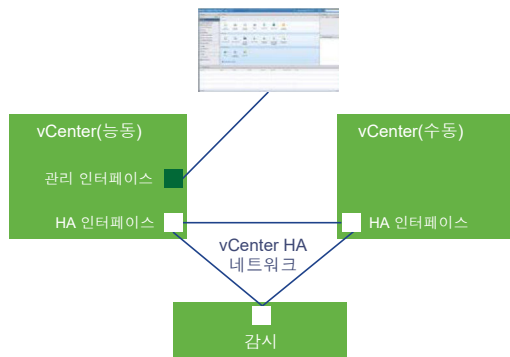 vCenter(능동)
vCenter(수동)
관리 인터페이스
HA 인터페이스
HA 인터페이스
vCenter HA
네트워크
감시